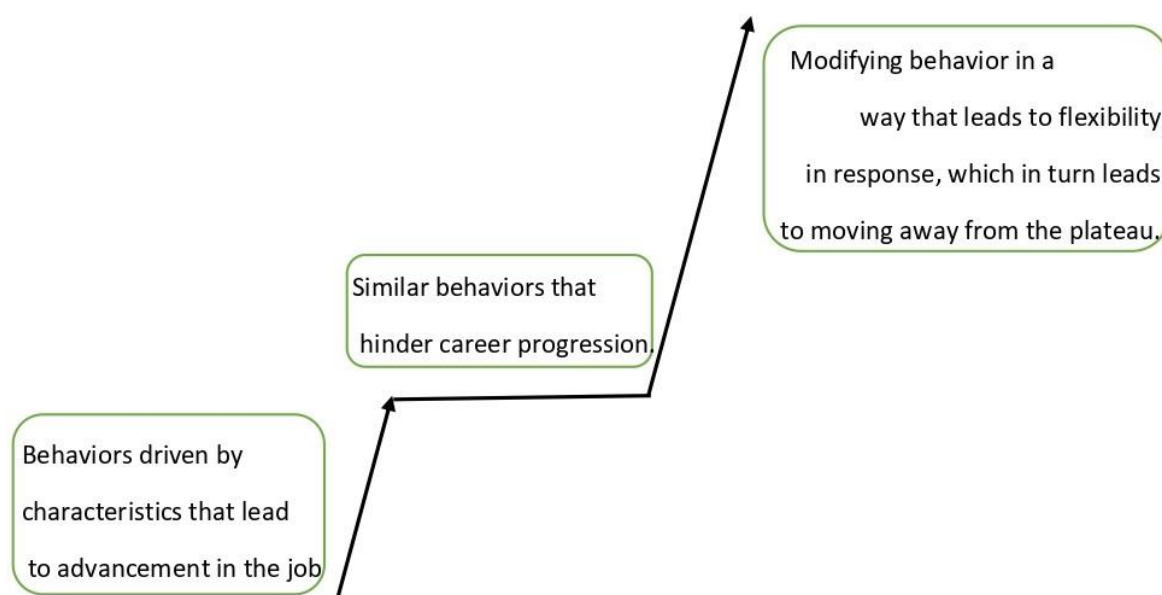 Modifying behavior in a
way that leads to flexibility
in response, which in turn leads
to moving away from the plateau.
Similar behaviors that
hinder career progression.
Behaviors driven by
characteristics that lead
to advancement in the job